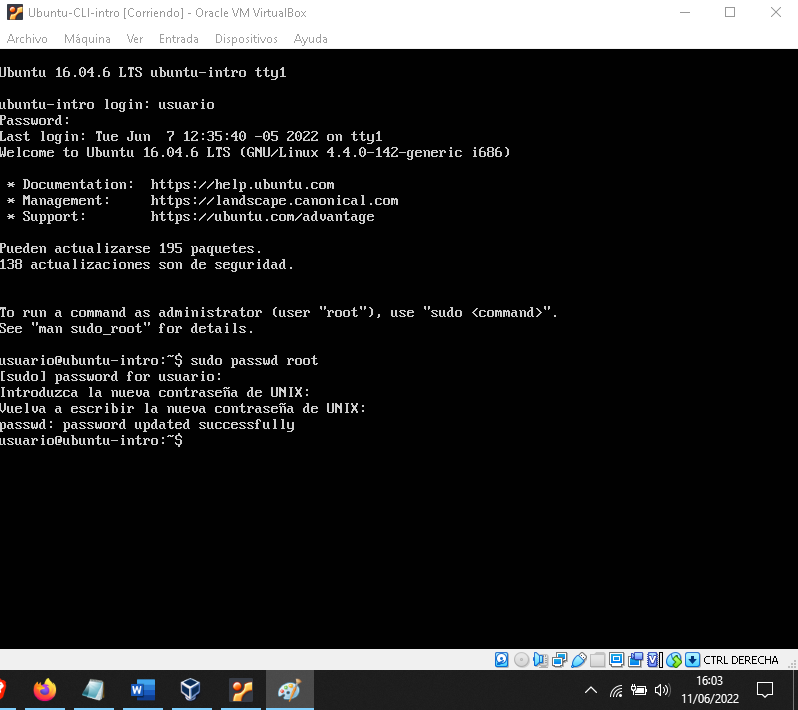 Ubuntu-CLI-intro [Corriendo] - Oracle VM VirtualBox
Archivo Máquina Ver Entrada Dispositivos Ayuda
Ubuntu 16.04.6 LTS ubuntu-intro tty1
ubuntu-intro login: usuario
Password:
Last login: Tue Jun  7 12:35:40 -05 2022 on tty1
Welcome to Ubuntu 16.04.6 LTS (GNU/Linux 4.4.0-142-generic i686)
* Documentation:  https://help.ubuntu.com
* Management:     https://landscape.canonical.com
* Support:        https://ubuntu.com/advantage
Pueden actualizarse 195 paquetes.
138 actualizaciones son de seguridad.
To run a command as administrator (user "root"), use "sudo <command>".
See "man sudo_root" for details.
usuario@ubuntu-intro:~$ sudo passwd root
[sudo] password for usuario:
Introduzca la nueva contraseña de UNIX:
Vuelva a escribir la nueva contraseña de UNIX:
passwd: password updated successfully
usuario@ubuntu-intro:~$
CTRL DERECHA
16:03
11/06/2022